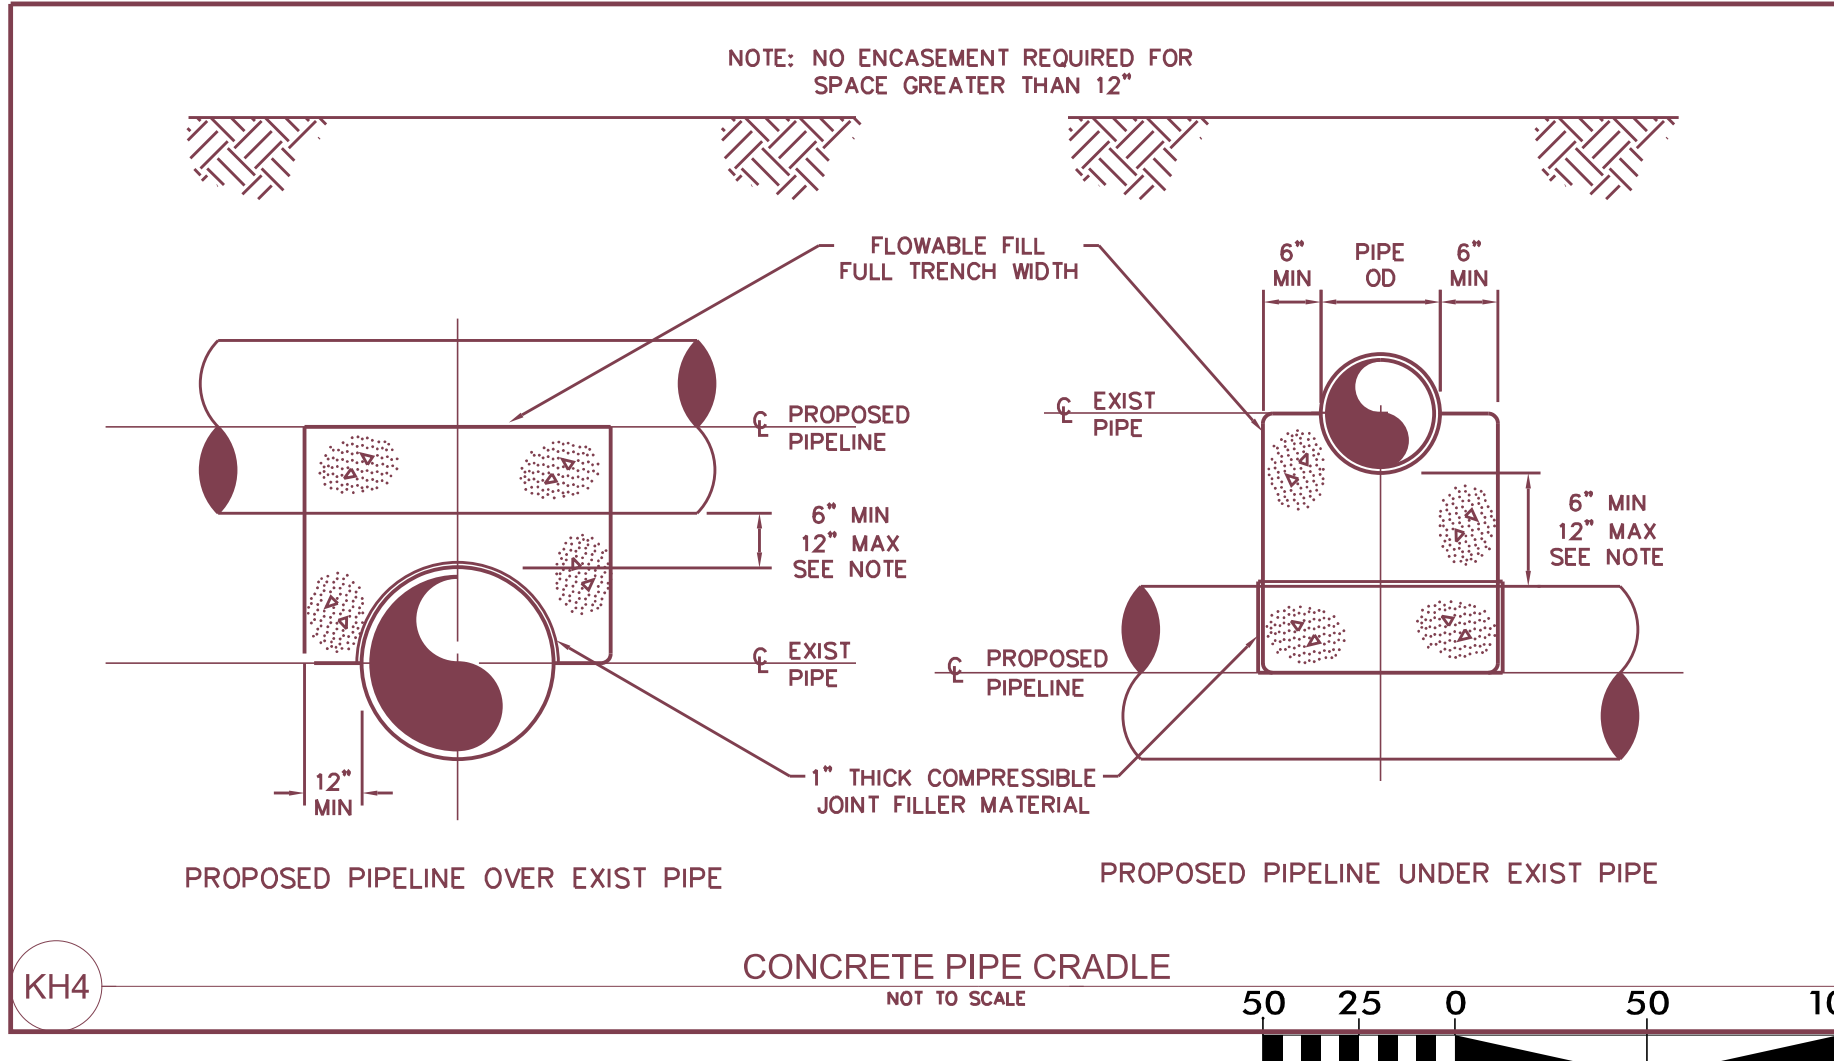 NOTE: NO ENCASEMENT REQUIRED FOR
SPACE GREATER THAN 12"
FLOWABLE FILL
FULL TRENCH WIDTH
6"
MIN
PIPE
OD
6"
MIN
℄ PROPOSED
PIPELINE
℄ EXIST
PIPE
6" MIN
12" MAX
SEE NOTE
6" MIN
12" MAX
SEE NOTE
℄ EXIST
PIPE
℄ PROPOSED
PIPELINE
12"
MIN
1" THICK COMPRESSIBLE
JOINT FILLER MATERIAL
PROPOSED PIPELINE OVER EXIST PIPE
PROPOSED PIPELINE UNDER EXIST PIPE
KH4
CONCRETE PIPE CRADLE
NOT TO SCALE
50 25 0 50